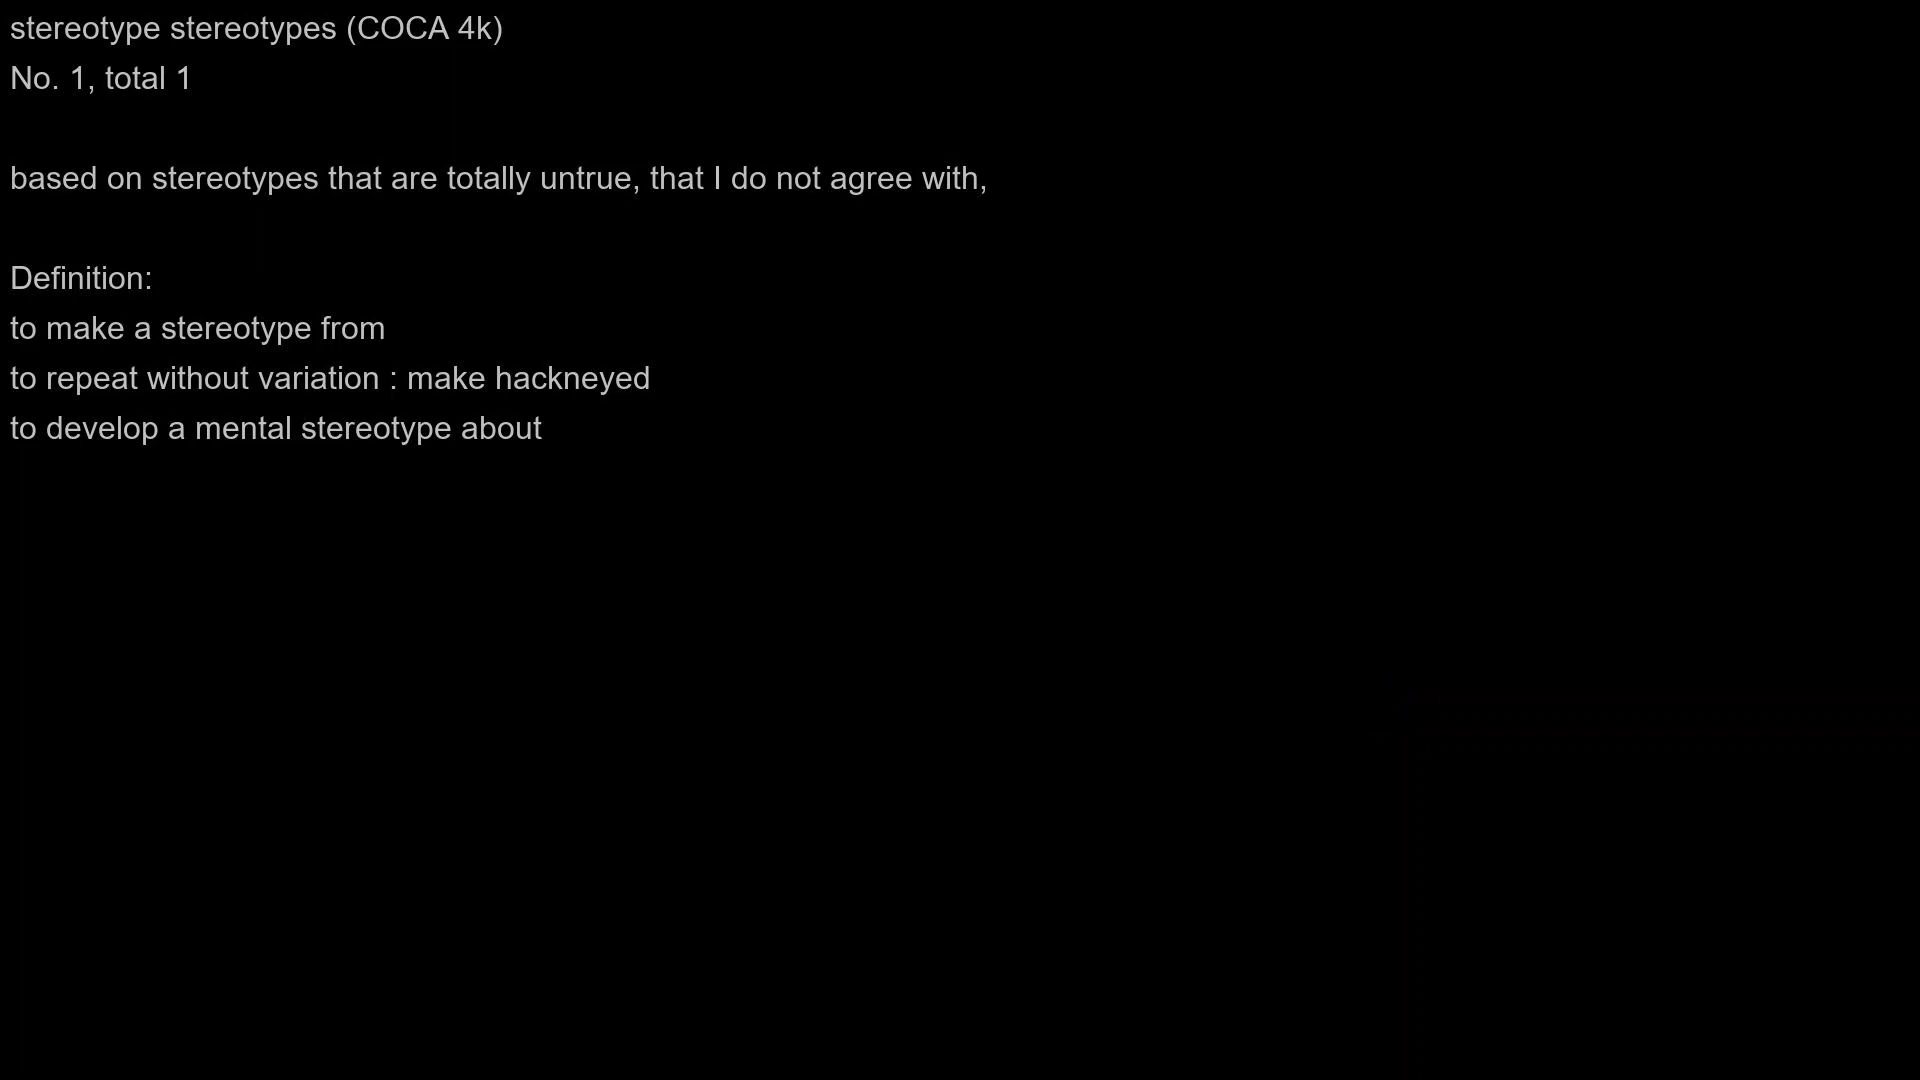 stereotype stereotypes (COCA 4k)
No. 1, total 1
based on stereotypes that are totally untrue, that I do not agree with,
Definition:
to make a stereotype from
to repeat without variation : make hackneyed
to develop a mental stereotype about